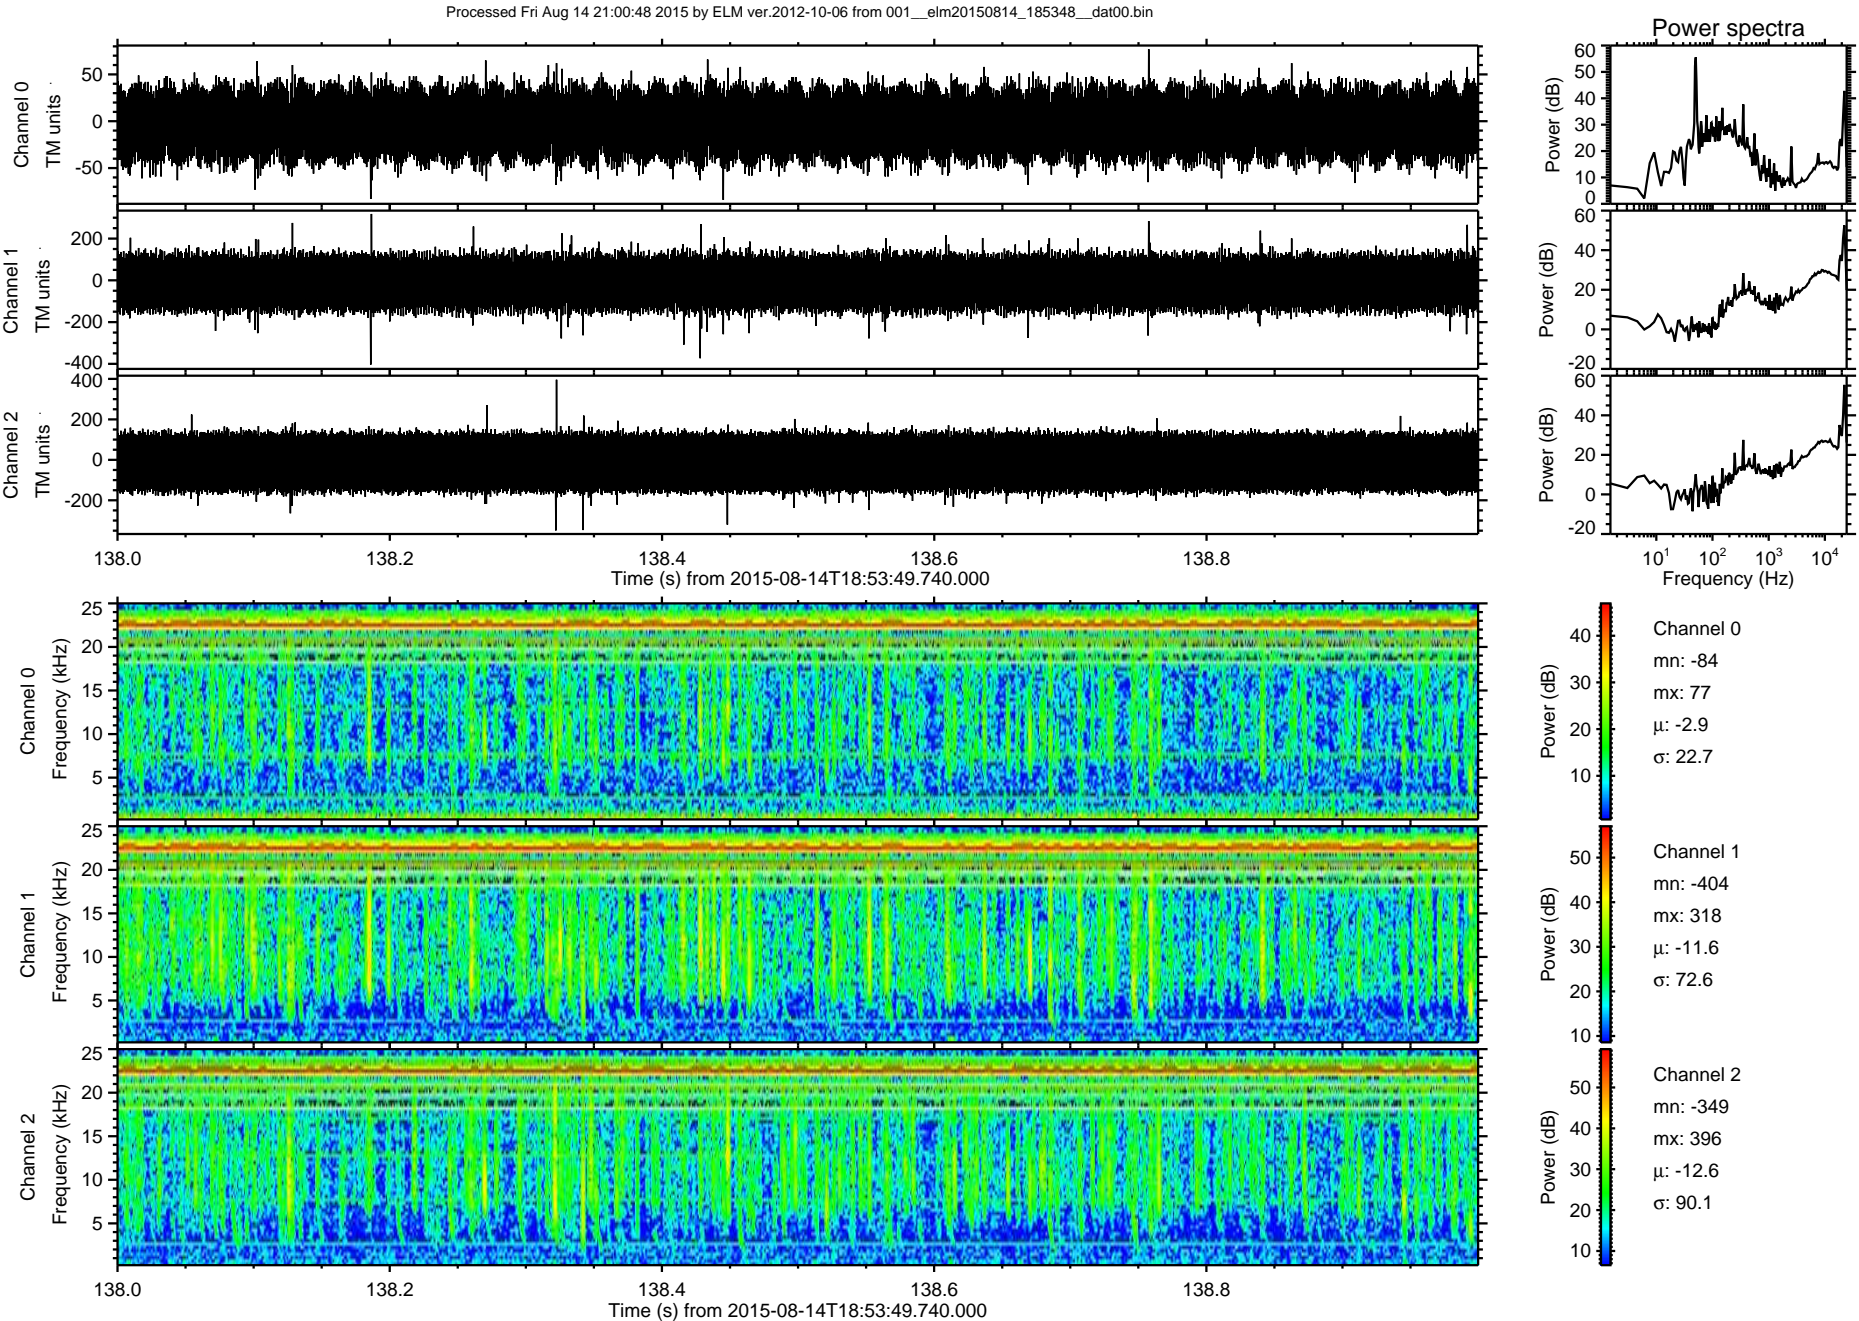 Processed Fri Aug 14 21:00:48 2015 by ELM ver.2012-10-06 from 001__elm20150814_185348__dat00.bin
Power spectra
Channel 0
TM units
50
0
-50
Power (dB)
60
50
40
30
20
10
0
Channel 1
TM units
200
0
-200
-400
Power (dB)
60
40
20
0
-20
Channel 2
TM units
400
200
0
-200
Power (dB)
60
40
20
0
-20
138.0 138.2 138.4 138.6 138.8
Time (s) from 2015-08-14T18:53:49.740.000
10^1 10^2 10^3 10^4
Frequency (Hz)
Channel 0
Frequency (kHz)
25
20
15
10
5
Power (dB)
40
30
20
10
Channel 0
mn: -84
mx: 77
μ: -2.9
σ: 22.7
Channel 1
Frequency (kHz)
25
20
15
10
5
Power (dB)
50
40
30
20
10
Channel 1
mn: -404
mx: 318
μ: -11.6
σ: 72.6
Channel 2
Frequency (kHz)
25
20
15
10
5
Power (dB)
50
40
30
20
10
Channel 2
mn: -349
mx: 396
μ: -12.6
σ: 90.1
138.0 138.2 138.4 138.6 138.8
Time (s) from 2015-08-14T18:53:49.740.000